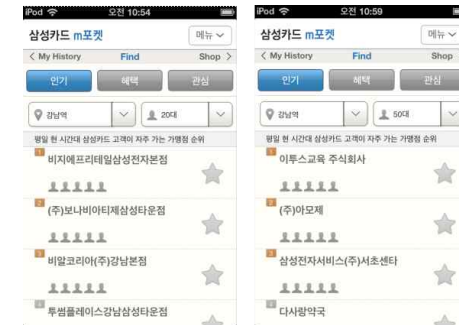 iPod 오전 10:54
삼성카드 m포켓 메뉴
My History Find Shop
인기 혜택 관심
강남역 20대
평일 현 시간대 삼성카드 고객이 자주 가는 가맹점 순위
1 비지에프리테일삼성전자본점
2 (주)보나비아티제삼성타운점
3 비알코리아(주)강남본점
4 투썸플레이스강남삼성타운점
iPod 오전 10:59
삼성카드 m포켓 메뉴
My History Find Shop
인기 혜택 관심
강남역 50대
평일 현 시간대 삼성카드 고객이 자주 가는 가맹점 순위
1 이투스교육 주식회사
2 (주)아모제
3 삼성전자서비스(주)서초센타
4 다사랑약국